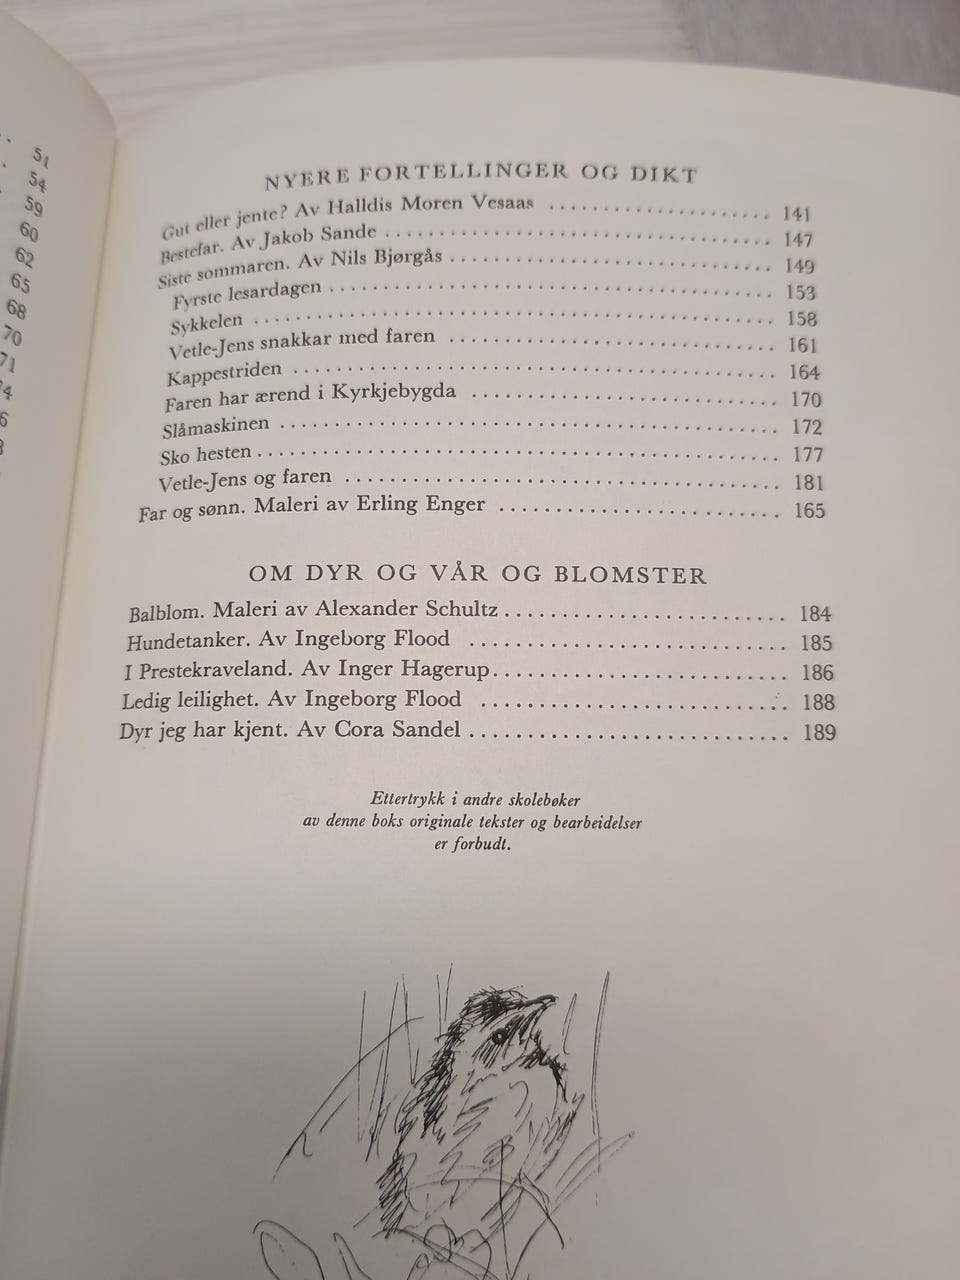 51
54
59
60
62
65
68
70
71
NYERE FORTELLINGER OG DIKT
Gut eller jente? Av Halldis Moren Vesaas .................. 141
Bestefar. Av Jakob Sande .................. 147
Siste sommaren. Av Nils Bjørgås .................. 149
Fyrste lesardagen .................. 153
Sykkelen .................. 158
Vetle-Jens snakkar med faren .................. 161
Kappestriden .................. 164
Faren har ærend i Kyrkjebygda .................. 170
Slåmaskinen .................. 172
Sko hesten .................. 177
Vetle-Jens og faren .................. 181
Far og sønn. Maleri av Erling Enger .................. 165
OM DYR OG VÅR OG BLOMSTER
Balblom. Maleri av Alexander Schultz .................. 184
Hundetanker. Av Ingeborg Flood .................. 185
I Prestekraveland. Av Inger Hagerup .................. 186
Ledig leilighet. Av Ingeborg Flood .................. 188
Dyr jeg har kjent. Av Cora Sandel .................. 189
Ettertrykk i andre skolebøker
av denne boks originale tekster og bearbeidelser
er forbudt.